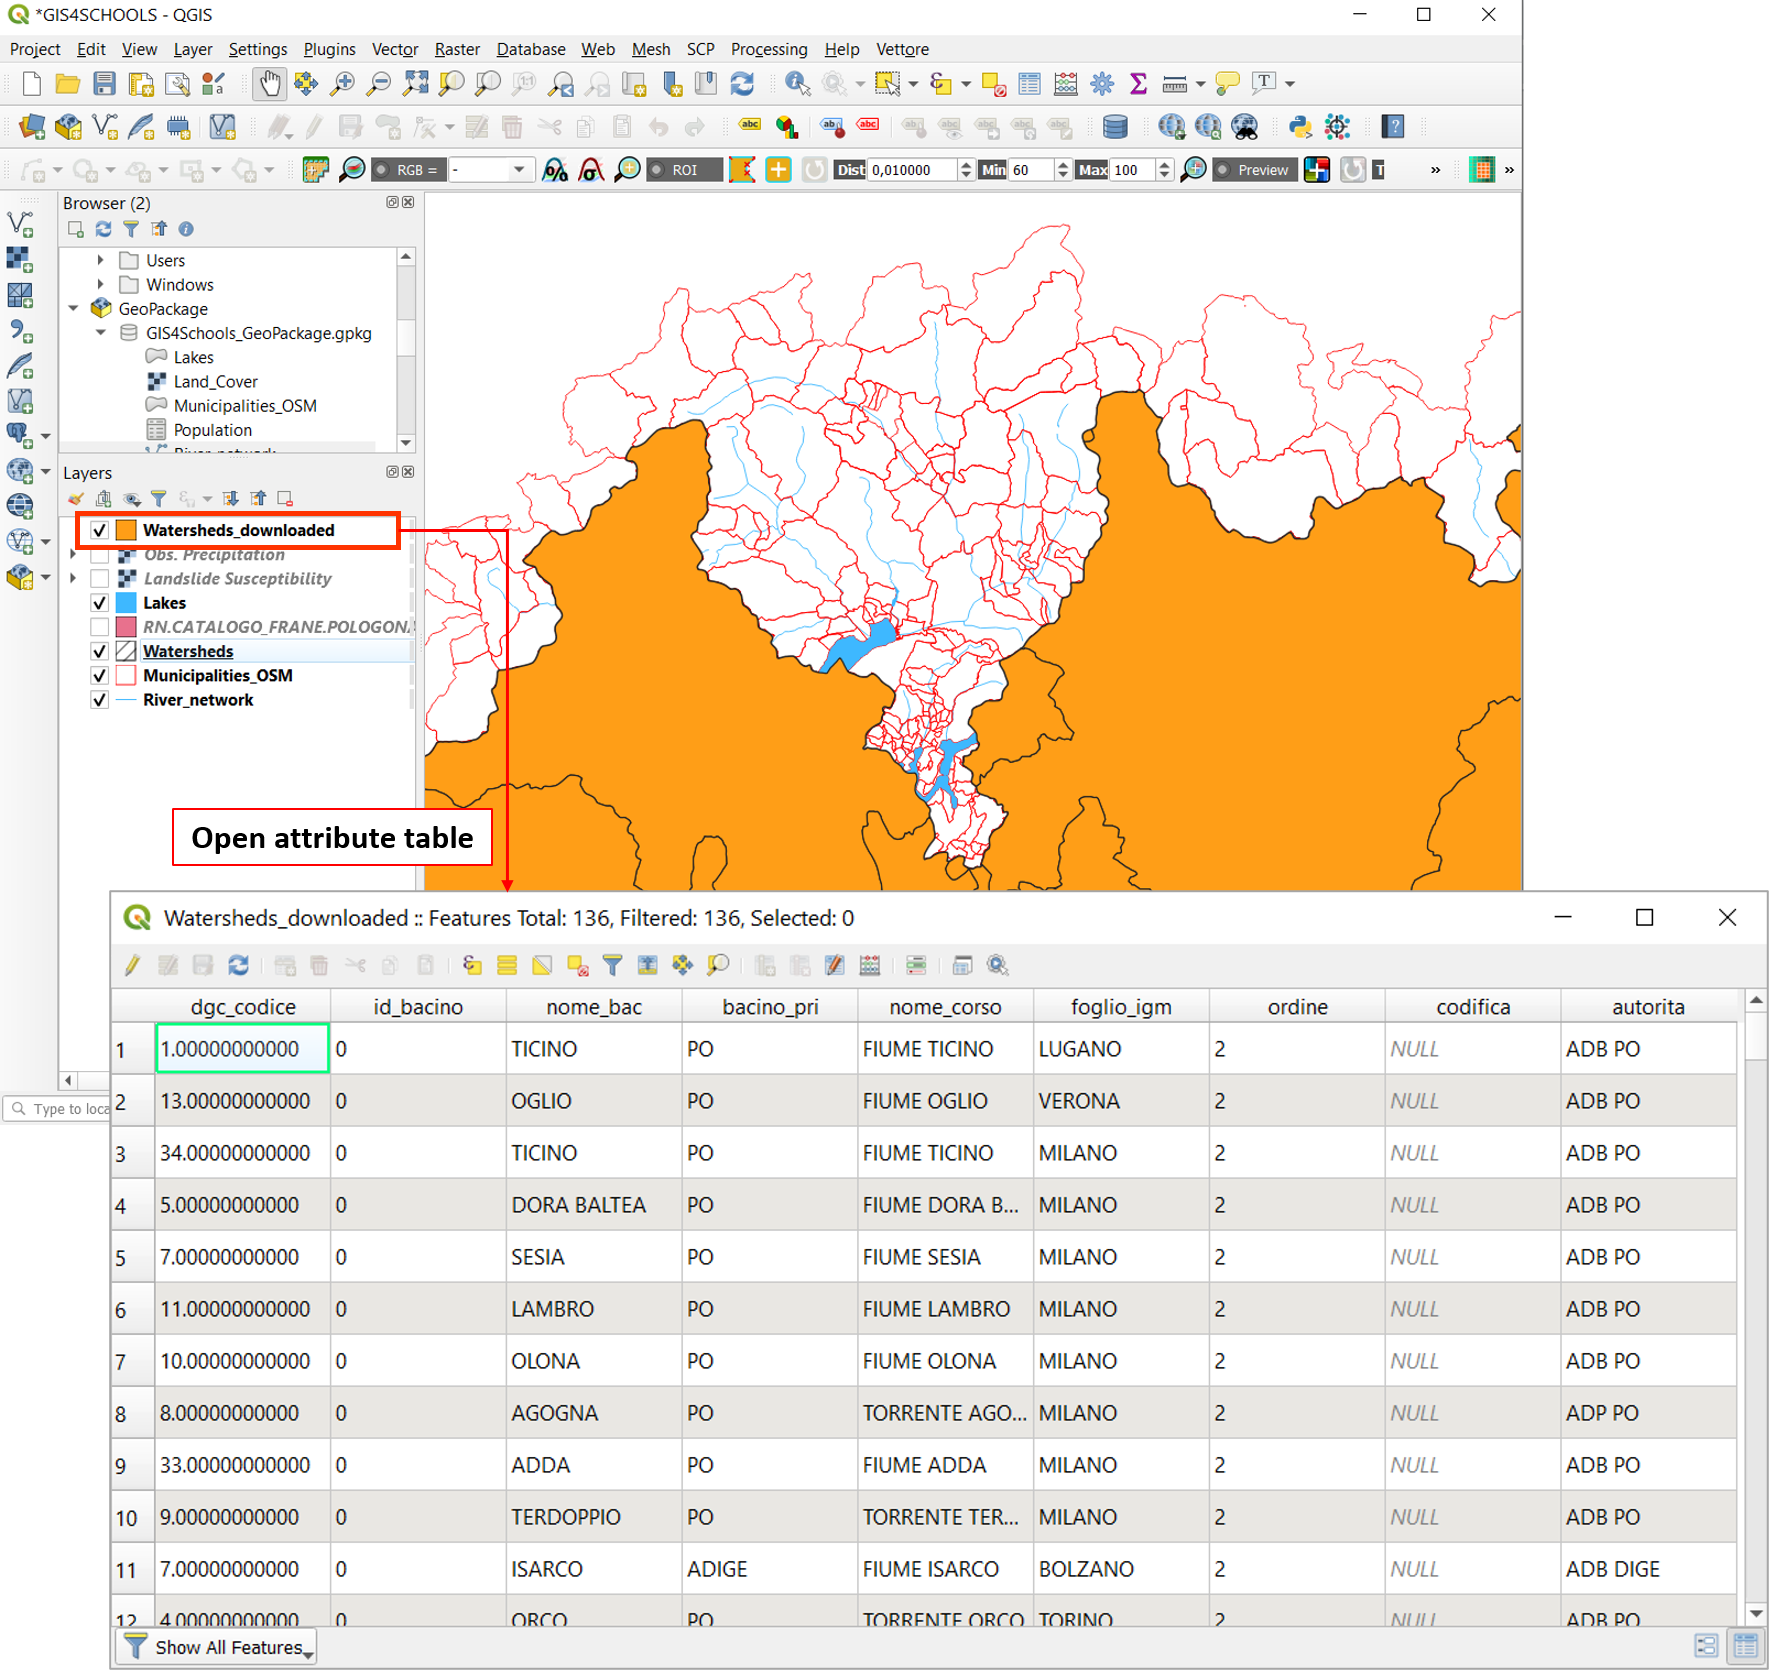 *GIS4SCHOOLS - QGIS
Project Edit View Layer Settings Plugins Vector Raster Database Web Mesh SCP Processing Help Vettore
RGB = - ROI Dist 0,010000 Min 60 Max 100 Preview T » »
Browser (2)
Users
Windows
GeoPackage
GIS4Schools_GeoPackage.gpkg
Lakes
Land_Cover
Municipalities_OSM
Population
River_network
Layers
Watersheds_downloaded
Obs. Precipitation
Landslide Susceptibility
Lakes
RN.CATALOGO_FRANE.POLOGON
Watersheds
Municipalities_OSM
River_network
Open attribute table
Type to loca
Watersheds_downloaded :: Features Total: 136, Filtered: 136, Selected: 0
dgc_codice id_bacino nome_bac bacino_pri nome_corso foglio_igm ordine codifica autorita
1 1.00000000000 0 TICINO PO FIUME TICINO LUGANO 2 NULL ADB PO
2 13.00000000000 0 OGLIO PO FIUME OGLIO VERONA 2 NULL ADB PO
3 34.00000000000 0 TICINO PO FIUME TICINO MILANO 2 NULL ADB PO
4 5.00000000000 0 DORA BALTEA PO FIUME DORA B... MILANO 2 NULL ADB PO
5 7.00000000000 0 SESIA PO FIUME SESIA MILANO 2 NULL ADB PO
6 11.00000000000 0 LAMBRO PO FIUME LAMBRO MILANO 2 NULL ADB PO
7 10.00000000000 0 OLONA PO FIUME OLONA MILANO 2 NULL ADB PO
8 8.00000000000 0 AGOGNA PO TORRENTE AGO... MILANO 2 NULL ADP PO
9 33.00000000000 0 ADDA PO FIUME ADDA MILANO 2 NULL ADB PO
10 9.00000000000 0 TERDOPPIO PO TORRENTE TER... MILANO 2 NULL ADB PO
11 7.00000000000 0 ISARCO ADIGE FIUME ISARCO BOLZANO 2 NULL ADB DIGE
12 4.00000000000 0 ORCO PO TORRENTE ORCO TORINO 2 NULL ADB PO
Show All Features